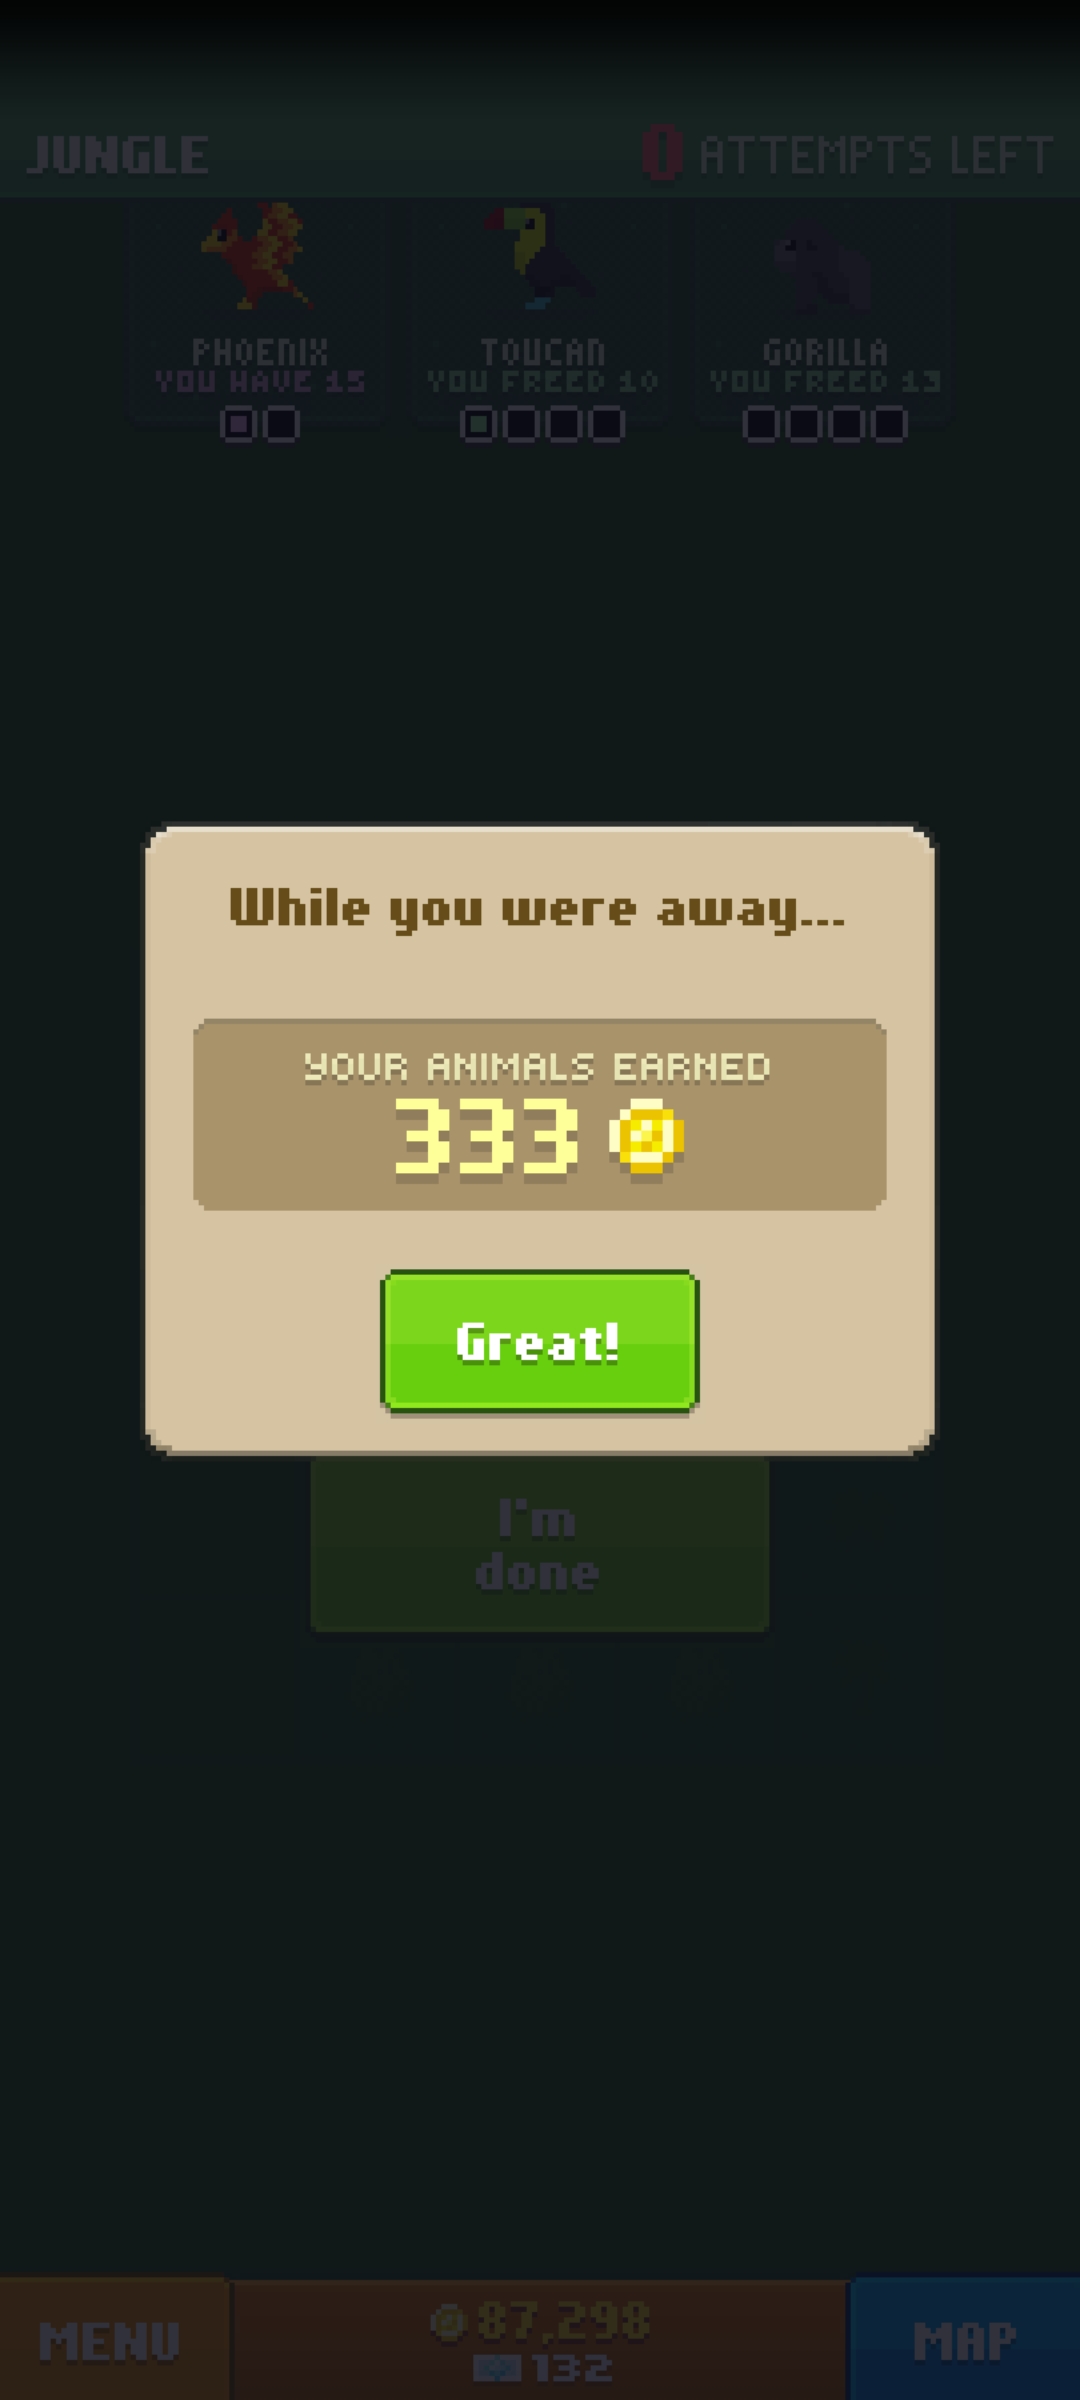 JUNGLE
0 ATTEMPTS LEFT
PHOENIX
YOU HAVE 15
TOUCAN
YOU FREED 10
GORILLA
YOU FREED 13
While you were away...
YOUR ANIMALS EARNED
333
Great!
I'm
done
MENU
87,298
132
MAP